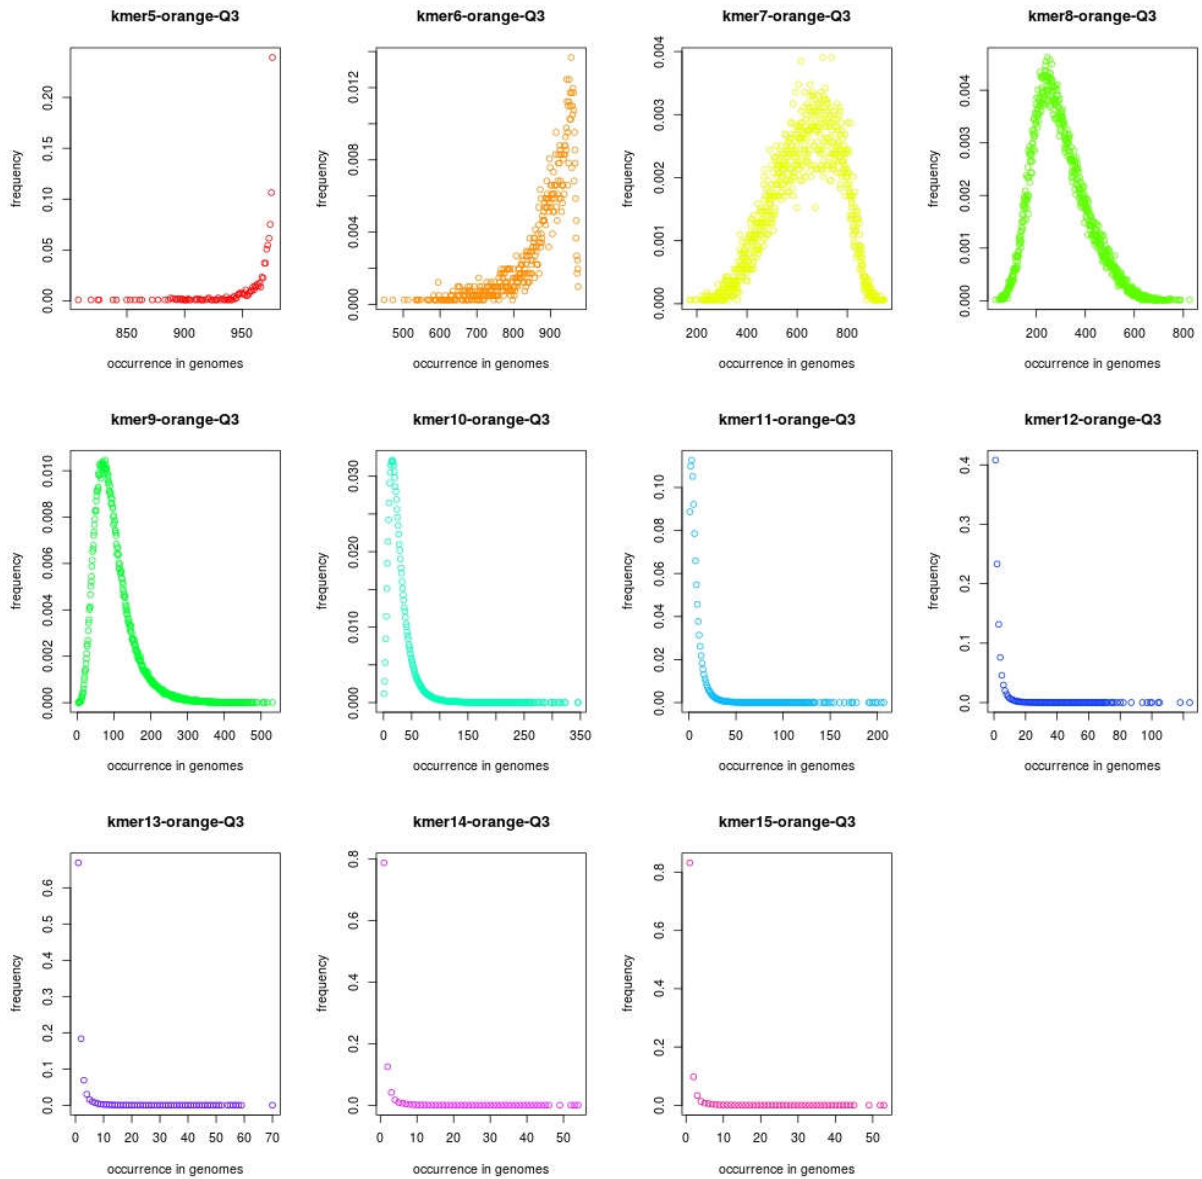 kmer5-orange-Q3
frequency
0.00 0.05 0.10 0.15 0.20
850 900 950
occurrence in genomes
kmer6-orange-Q3
frequency
0.000 0.004 0.008 0.012
500 600 700 800 900
occurrence in genomes
kmer7-orange-Q3
frequency
0.000 0.001 0.002 0.003 0.004
200 400 600 800
occurrence in genomes
kmer8-orange-Q3
frequency
0.000 0.001 0.002 0.003 0.004
200 400 600 800
occurrence in genomes
kmer9-orange-Q3
frequency
0.000 0.002 0.004 0.006 0.008 0.010
0 100 200 300 400 500
occurrence in genomes
kmer10-orange-Q3
frequency
0.000 0.010 0.020 0.030
0 50 100 150 200 250 300 350
occurrence in genomes
kmer11-orange-Q3
frequency
0.00 0.02 0.04 0.06 0.08 0.10
0 50 100 150 200
occurrence in genomes
kmer12-orange-Q3
frequency
0.0 0.1 0.2 0.3 0.4
0 20 40 60 80 100
occurrence in genomes
kmer13-orange-Q3
frequency
0.0 0.1 0.2 0.3 0.4 0.5 0.6
0 10 20 30 40 50 60 70
occurrence in genomes
kmer14-orange-Q3
frequency
0.0 0.2 0.4 0.6 0.8
0 10 20 30 40 50
occurrence in genomes
kmer15-orange-Q3
frequency
0.0 0.2 0.4 0.6 0.8
0 10 20 30 40 50
occurrence in genomes